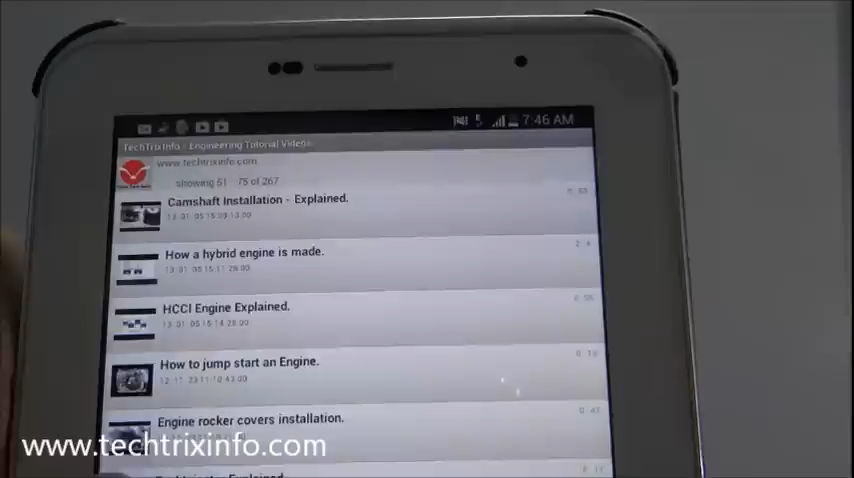 7:46 AM
TechTrixInfo - Engineering Tutorial Videos
www.techtrixinfo.com
showing 51 - 75 of 267
Camshaft Installation - Explained.
How a hybrid engine is made.
HCCI Engine Explained.
How to jump start an Engine.
Engine rocker covers installation.
www.techtrixinfo.com
Explained